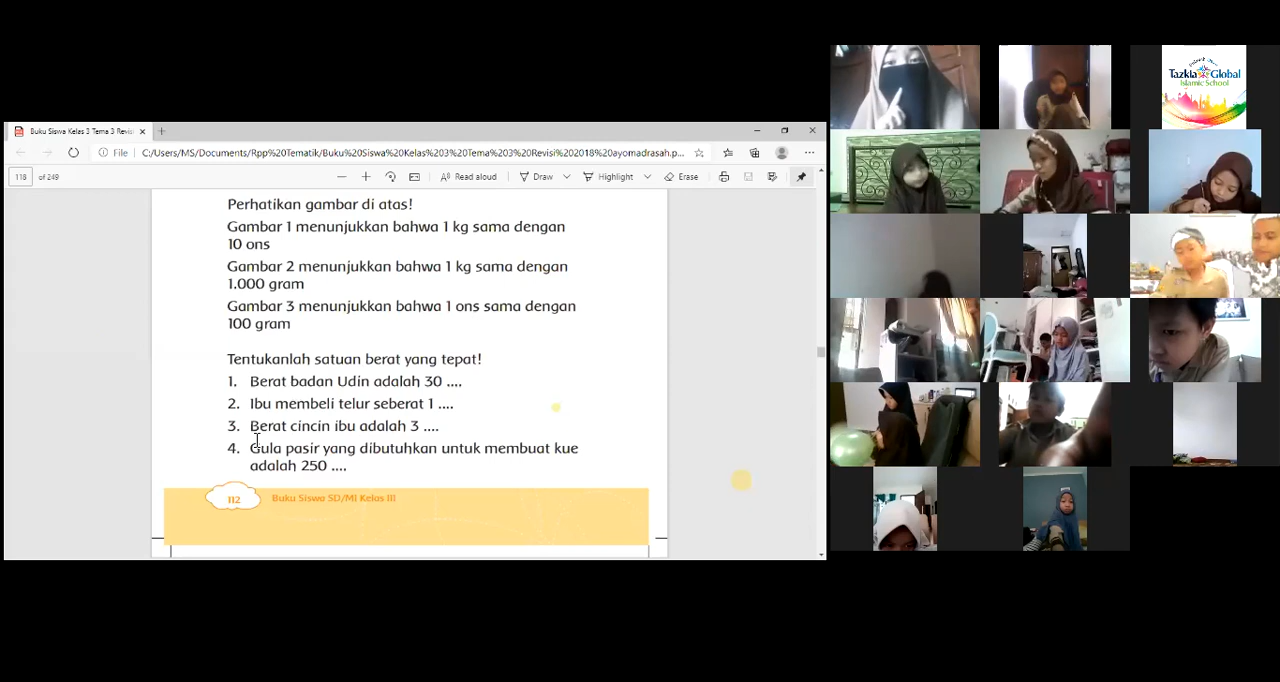 Buku Siswa Kelas 3 Tema 3 Revisi
File
C:/Users/MS/Documents/Rpp%20Tematik/Buku%20Siswa%20Kelas%203%20Tema%203%20Revisi%202018%20ayomadrasah.p...
118 of 249
Read aloud
Draw
Highlight
Erase
Perhatikan gambar di atas!
Gambar 1 menunjukkan bahwa 1 kg sama dengan
10 ons
Gambar 2 menunjukkan bahwa 1 kg sama dengan
1.000 gram
Gambar 3 menunjukkan bahwa 1 ons sama dengan
100 gram
Tentukanlah satuan berat yang tepat!
1. Berat badan Udin adalah 30 ....
2. Ibu membeli telur seberat 1 ....
3. Berat cincin ibu adalah 3 ....
4. Gula pasir yang dibutuhkan untuk membuat kue
adalah 250 ....
112
Buku Siswa SD/MI Kelas III
Tazkia Global
Islamic School